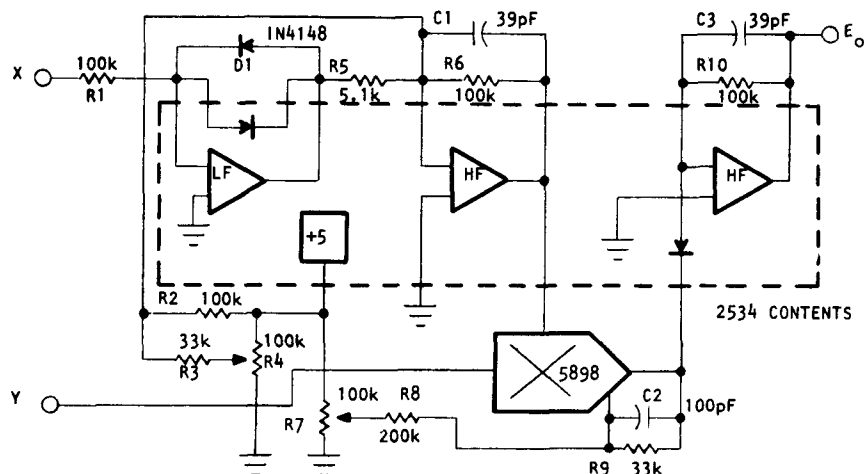 C1
39pF
C3
39pF
E₀
IN4148
X
100k
R1
D1
R5
5.1k
R6
100k
R10
100k
LF
HF
HF
+5
R2
100k
2534 CONTENTS
33k
R3
100k
R4
5898
Y
100k
R7
R8
200k
C2
100pF
R9
33k